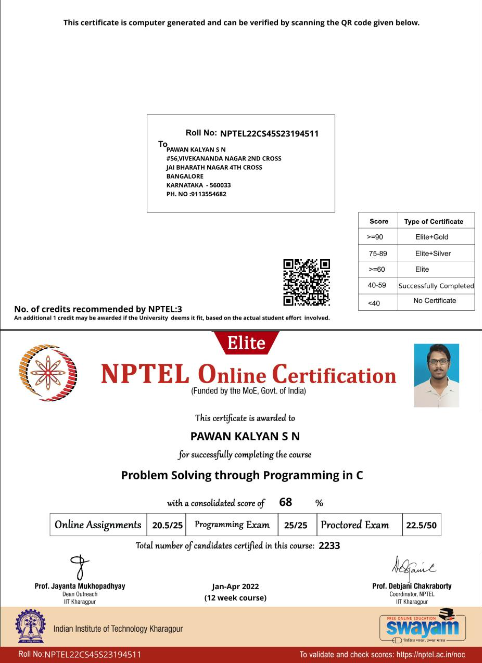 This certificate is computer generated and can be verified by scanning the QR code given below.
Roll No: NPTEL22CS45S23194511
To
PAWAN KALYAN S N
#56,VIVEKANANDA NAGAR 2ND CROSS
JAI BHARATH NAGAR 4TH CROSS
BANGALORE
KARNATAKA - 560033
PH. NO :9113554682
Score Type of Certificate
>=90 Elite+Gold
75-89 Elite+Silver
>=60 Elite
40-59 Successfully Completed
<40 No Certificate
No. of credits recommended by NPTEL:3
An additional 1 credit may be awarded if the University deems it fit, based on the actual student effort involved.
Elite
NPTEL Online Certification
(Funded by the MoE, Govt. of India)
This certificate is awarded to
PAWAN KALYAN S N
for successfully completing the course
Problem Solving through Programming in C
with a consolidated score of 68 %
Online Assignments 20.5/25 Programming Exam 25/25 Proctored Exam 22.5/50
Total number of candidates certified in this course: 2233
Prof. Jayanta Mukhopadhyay
Dean Outreach
IIT Kharagpur
Jan-Apr 2022
(12 week course)
Prof. Debjani Chakraborty
Coordinator, NPTEL
IIT Kharagpur
Indian Institute of Technology Kharagpur
FREE ONLINE EDUCATION
swayam
Roll No:NPTEL22CS45S23194511
To validate and check scores: https://nptel.ac.in/noc